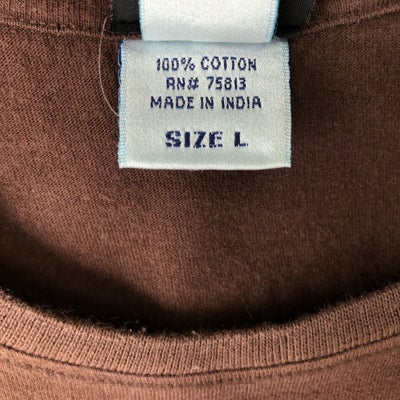 100% COTTON
RN# 75813
MADE IN INDIA
SIZE L